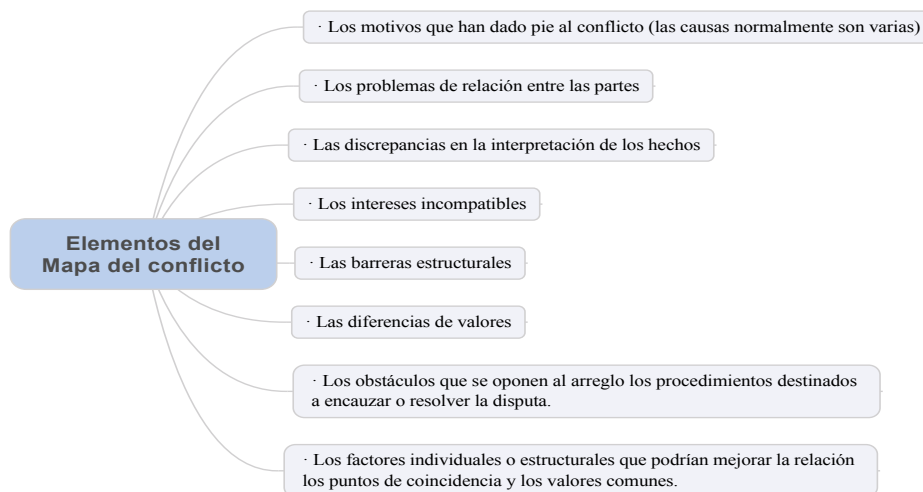 · Los motivos que han dado pie al conflicto (las causas normalmente son varias)
· Los problemas de relación entre las partes
· Las discrepancias en la interpretación de los hechos
· Los intereses incompatibles
Elementos del
Mapa del conflicto
· Las barreras estructurales
· Las diferencias de valores
· Los obstáculos que se oponen al arreglo los procedimientos destinados
a encauzar o resolver la disputa.
· Los factores individuales o estructurales que podrían mejorar la relación
los puntos de coincidencia y los valores comunes.